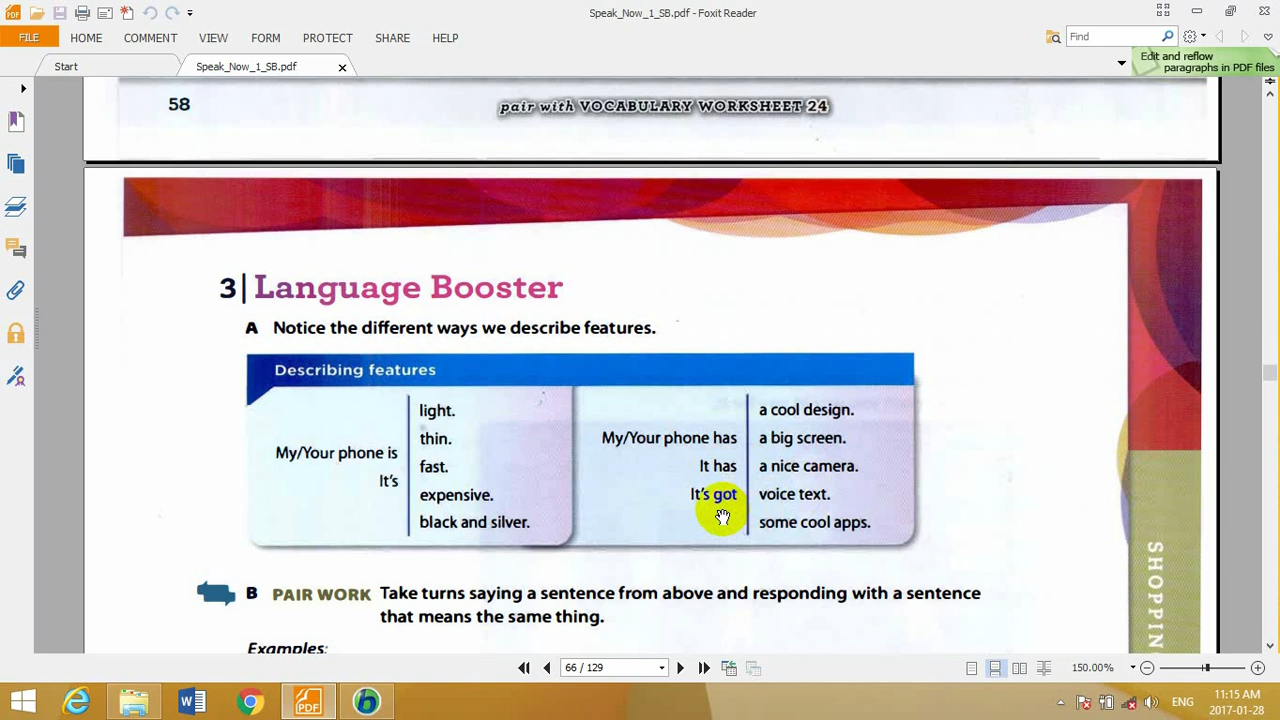 Speak_Now_1_SB.pdf - Foxit Reader
FILE HOME COMMENT VIEW FORM PROTECT SHARE HELP
Find
Edit and reflow
paragraphs in PDF files
Start
Speak_Now_1_SB.pdf
58
pair with VOCABULARY WORKSHEET 24
3 Language Booster
A Notice the different ways we describe features.
Describing features
My/Your phone is
It's
light.
thin.
fast.
expensive.
black and silver.
My/Your phone has
It has
It's got
a cool design.
a big screen.
a nice camera.
voice text.
some cool apps.
B PAIR WORK Take turns saying a sentence from above and responding with a sentence
that means the same thing.
Examples:
SHOPPIN
66 / 129
150.00%
PDF
ENG
11:15 AM
2017-01-28